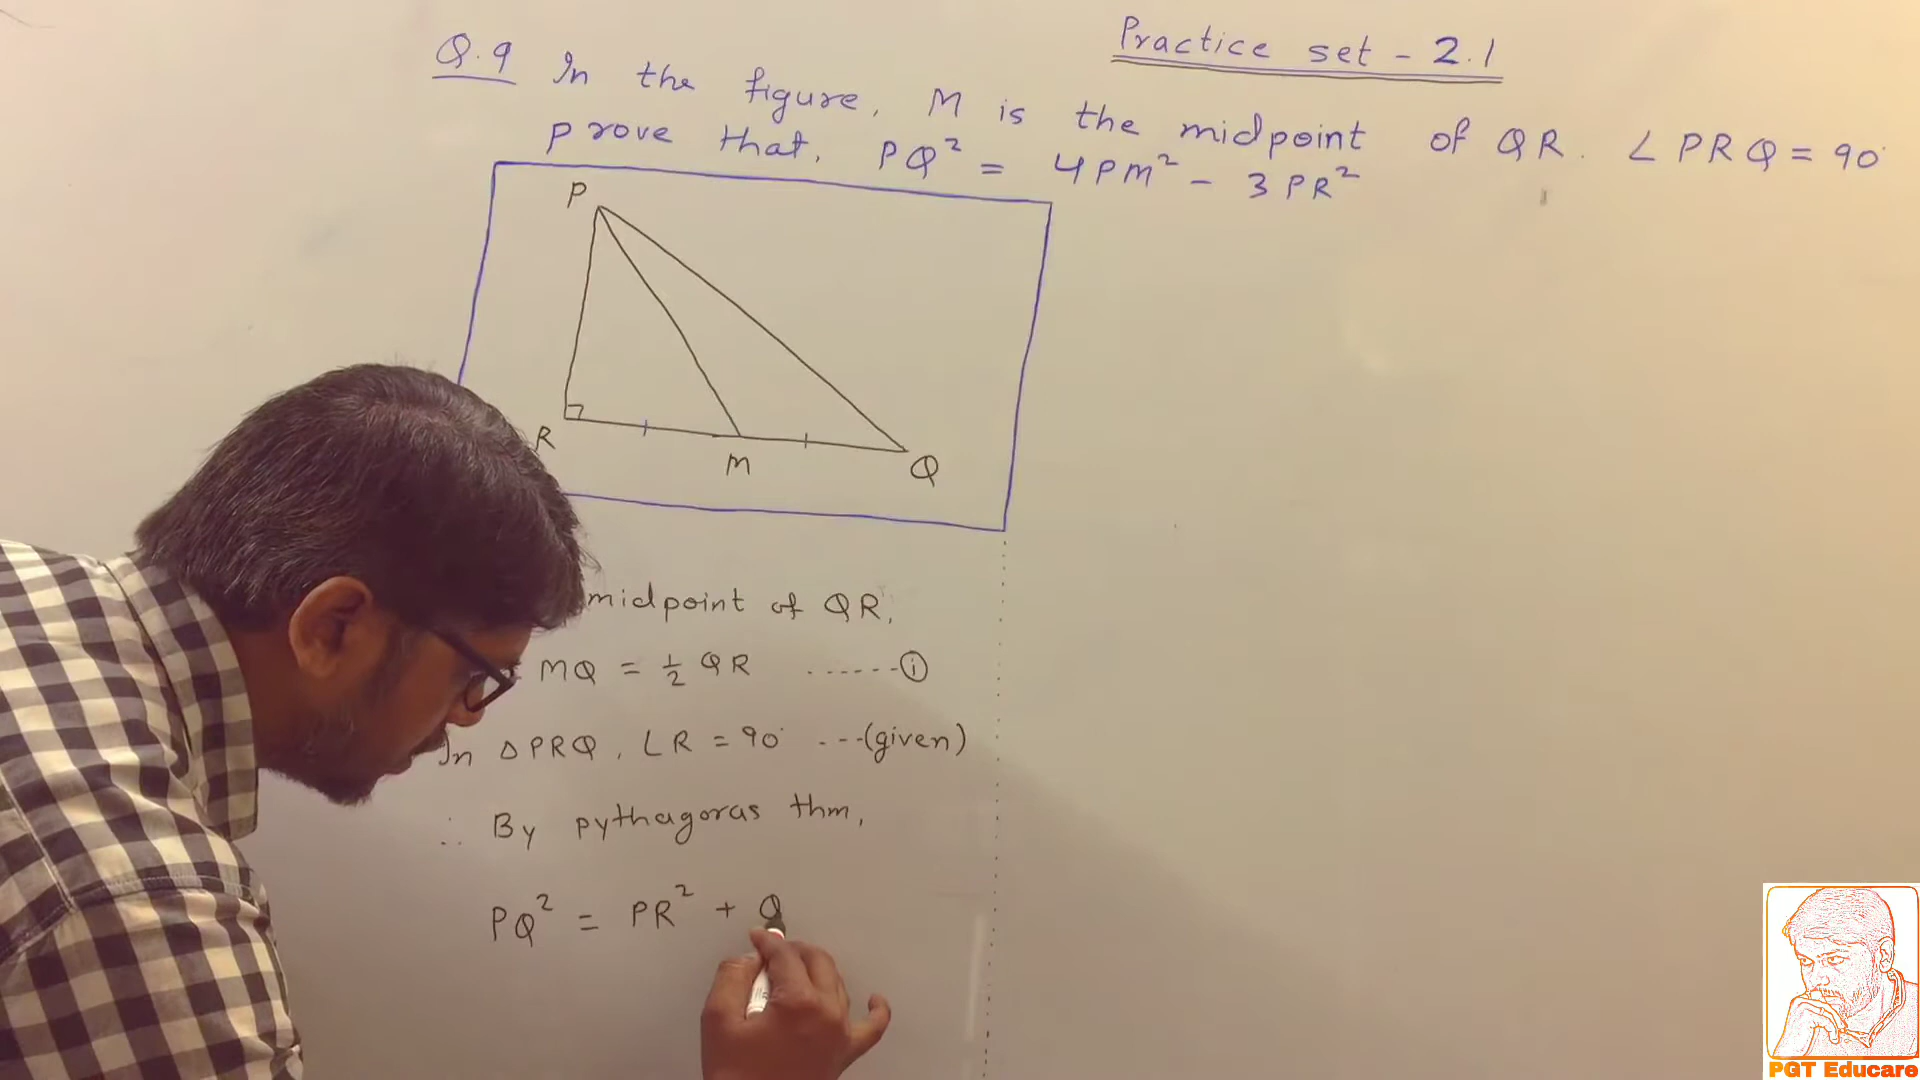 Practice set - 2.1
Q.9 In the figure, M is the midpoint of QR. ∠PRQ = 90°
prove that, PQ² = 4PM² - 3PR²
P
R
M
Q
midpoint of QR,
MQ = ½ QR .......①
In △PRQ, ∠R = 90° ...(given)
∴ By pythagoras thm,
PQ² = PR² + Q
PGT Educare